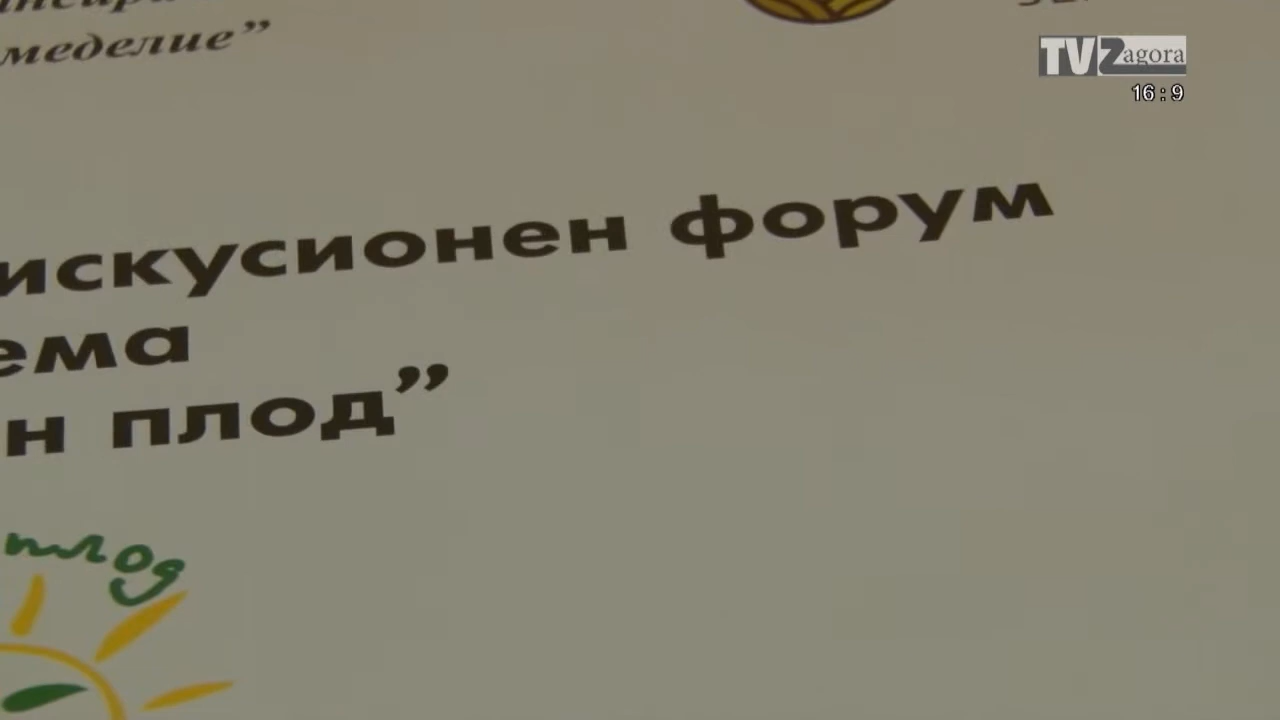 меделие”
TVZagora
16:9
искусионен форум
ема
н плод”
плод